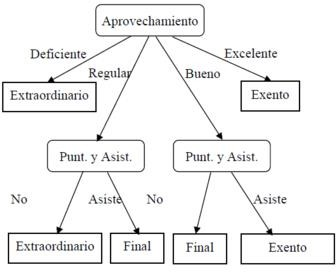 Aprovechamiento
Deficiente
Excelente
Regular
Bueno
Extraordinario
Exento
Punt. y Asist.
Punt. y Asist.
No
Asiste
No
Asiste
Extraordinario
Final
Final
Exento